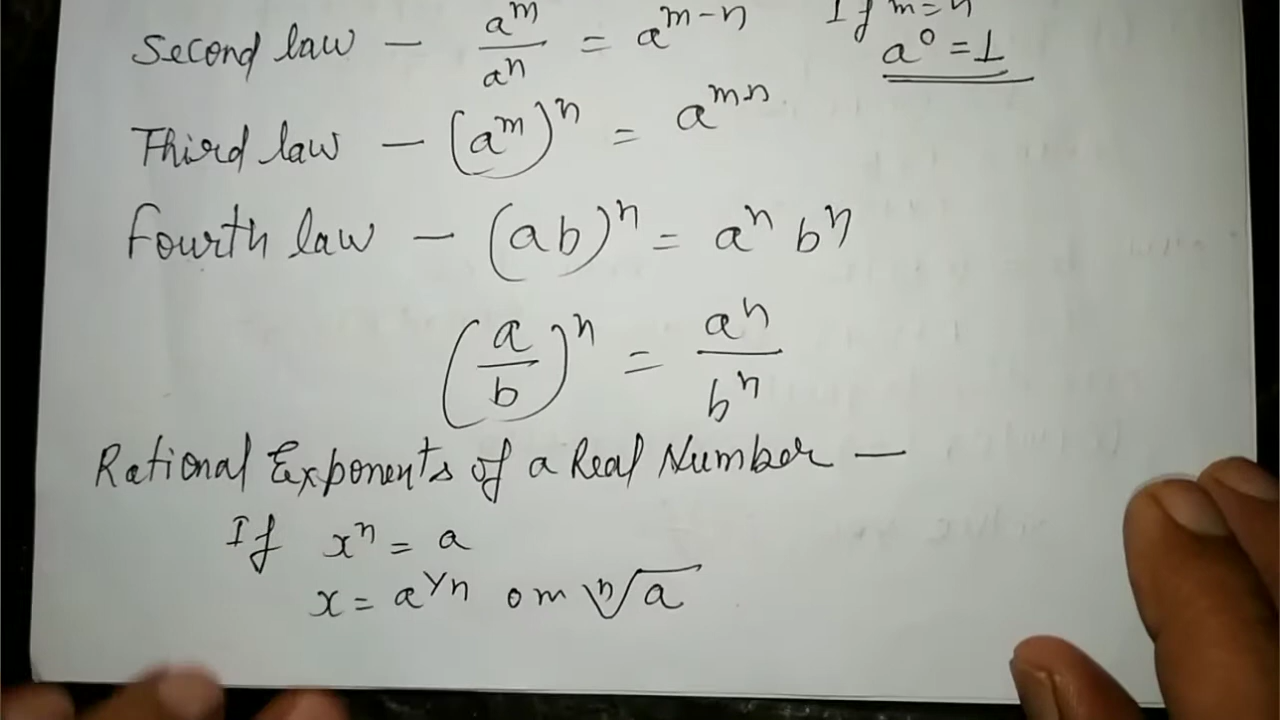 Second law — a^m / a^n = a^(m-n) If m=n
a^0 = 1
Third law — (a^m)^n = a^(mn)
Fourth law — (ab)^n = a^n b^n
(a/b)^n = a^n / b^n
Rational Exponents of a Real Number —
If x^n = a
x = a^(1/n) or ⁿ√a